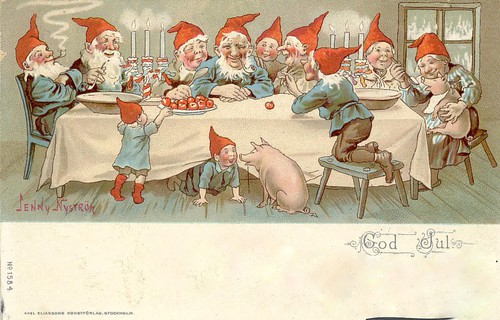 JENNY NYSTRÖM
God Jul
Nº 1584
AXEL ELIASSONS KONSTFÖRLAG, STOCKHOLM.